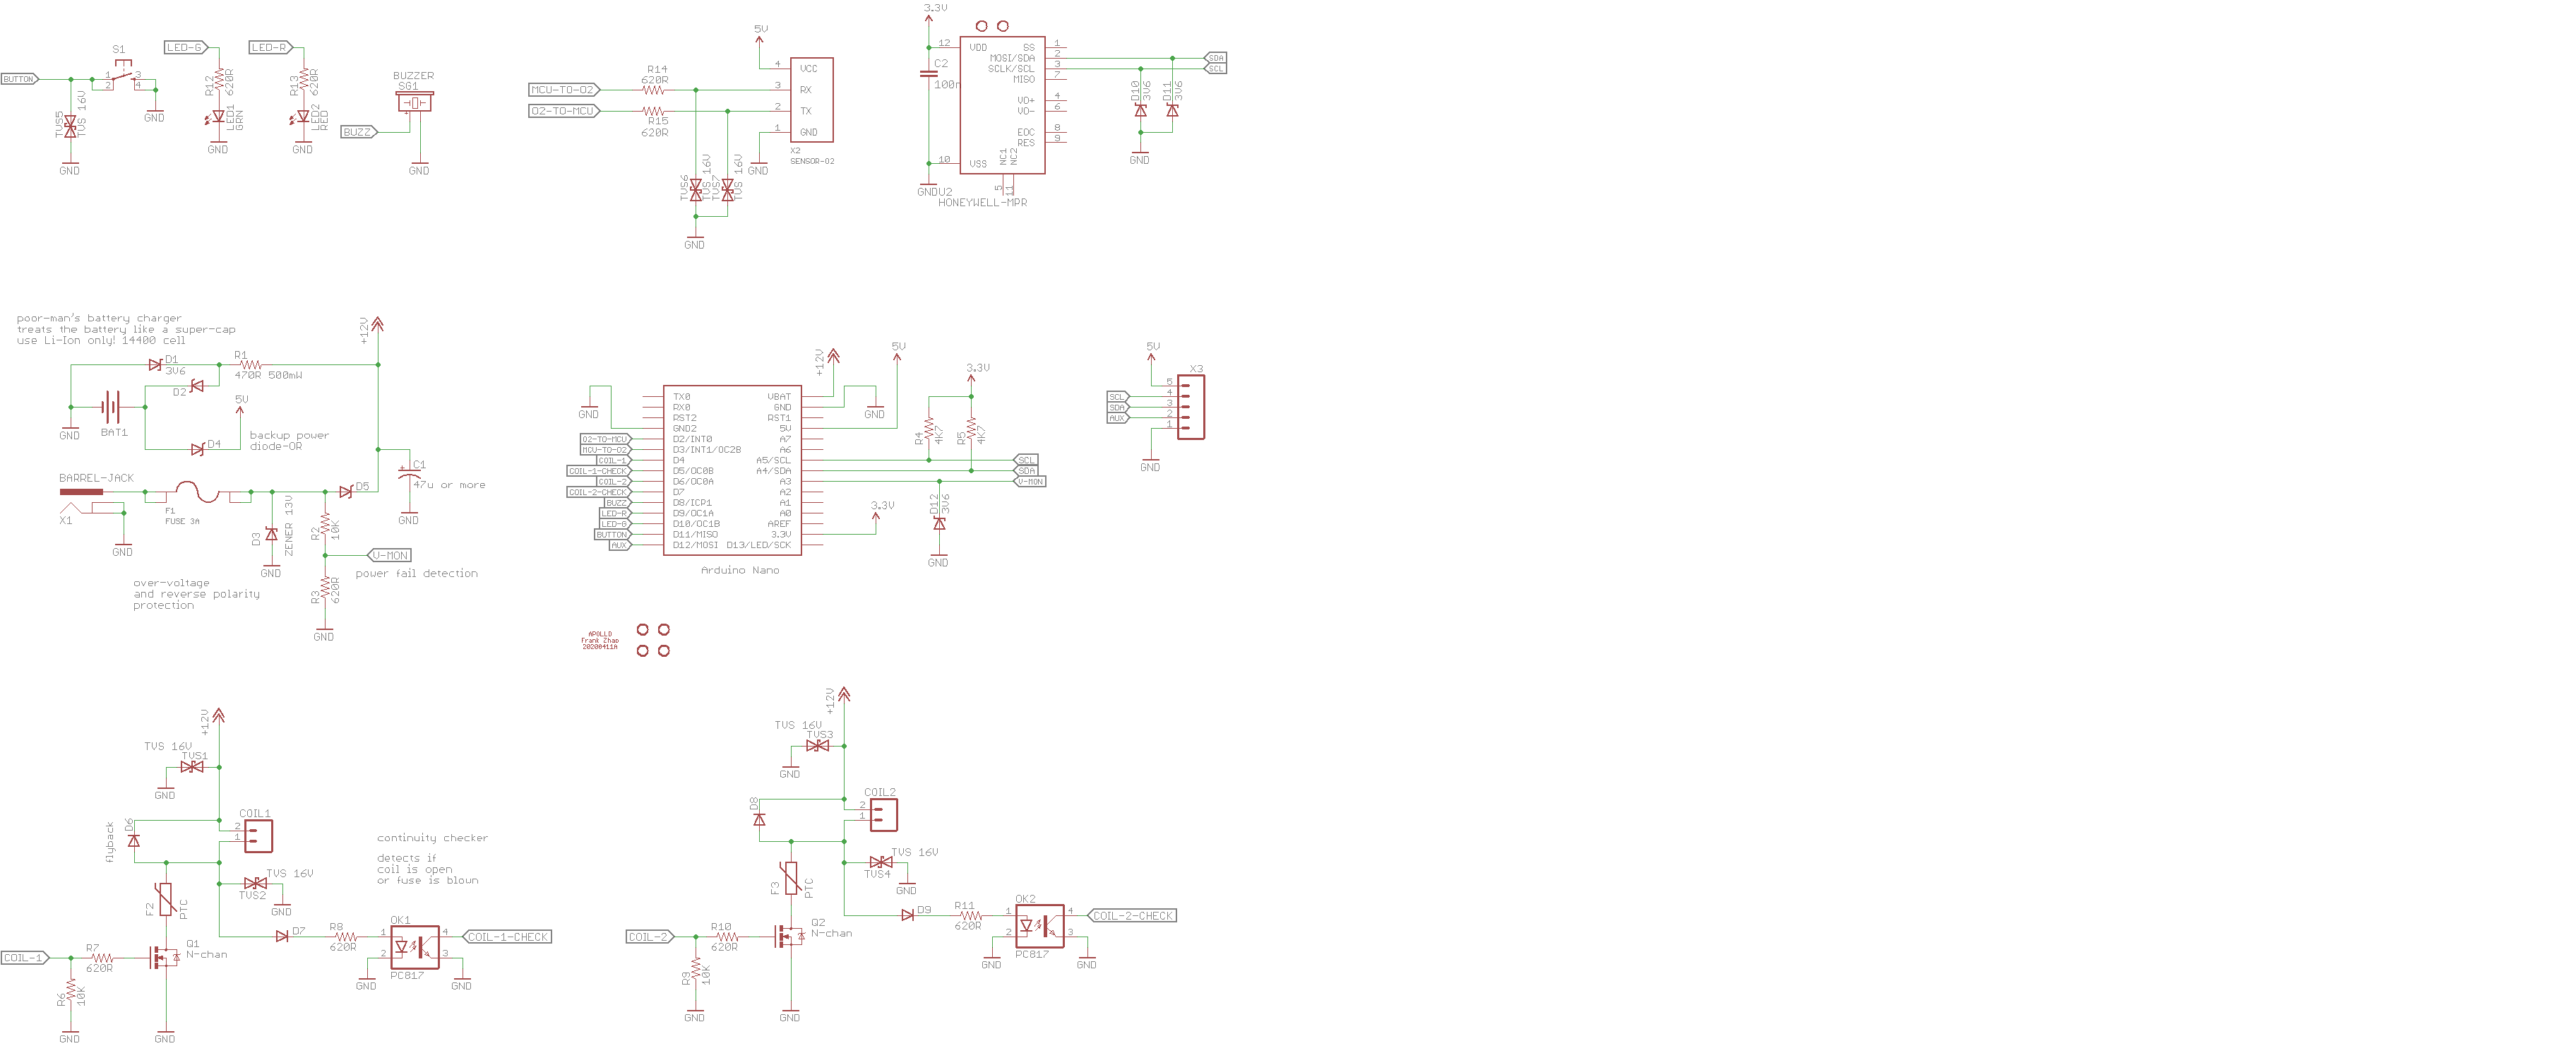 S1
BUTTON
1
2
3
4
TVS5
TVS 16V
GND
GND
LED-G
R12
620R
LED1
GRN
GND
LED-R
R13
620R
LED2
RED
GND
BUZZER
SG1
BUZZ
GND
5V
MCU-TO-O2
R14
620R
O2-TO-MCU
R15
620R
4 VCC
3 RX
2 TX
1 GND
X2
SENSOR-O2
GND
TVS6
TVS 16V
TVS7
TVS 16V
GND
3.3V
C2
100n
12 VDD
10 VSS
SS 1
MOSI/SDA 2
SCLK/SCL 3
MISO 7
VO+ 4
VO- 6
EOC 8
RES 9
NC1
NC2
5
11
GND
U2
HONEYWELL-MPR
SDA
SCL
D10
3V6
D11
3V6
GND
poor-man's battery charger
treats the battery like a super-cap
use Li-Ion only! 14400 cell
+12V
D1
3V6
R1
470R 500mW
D2
5V
BAT1
GND
D4
backup power
diode-OR
BARREL-JACK
X1
GND
F1
FUSE 3A
D3
ZENER 13V
GND
R2
10K
D5
C1
47u or more
GND
V-MON
power fail detection
R3
620R
GND
over-voltage
and reverse polarity
protection
+12V
5V
3.3V
GND
GND
TX0
RX0
RST2
GND2
D2/INT0
D3/INT1/OC2B
D4
D5/OC0B
D6/OC0A
D7
D8/ICP1
D9/OC1A
D10/OC1B
D11/MISO
D12/MOSI
VBAT
GND
RST1
5V
A7
A6
A5/SCL
A4/SDA
A3
A2
A1
A0
AREF
3.3V
D13/LED/SCK
Arduino Nano
O2-TO-MCU
MCU-TO-O2
COIL-1
COIL-1-CHECK
COIL-2
COIL-2-CHECK
BUZZ
LED-R
LED-G
BUTTON
AUX
R4
4K7
R5
4K7
SCL
SDA
V-MON
3.3V
D12
3V6
GND
5V
X3
5
4
3
2
1
SCL
SDA
AUX
GND
APOLLO
Frank Zhao
20200411A
+12V
TVS 16V
TVS1
GND
COIL1
2
1
flyback
D6
F2
PTC
TVS 16V
TVS2
GND
continuity checker
detects if
coil is open
or fuse is blown
D7
R8
620R
OK1
1
2
4
3
PC817
COIL-1-CHECK
GND
GND
COIL-1
R7
620R
Q1
N-chan
R6
10K
GND
GND
+12V
TVS 16V
TVS3
GND
COIL2
2
1
D8
F3
PTC
TVS 16V
TVS4
GND
D9
R11
620R
OK2
1
2
4
3
PC817
COIL-2-CHECK
GND
GND
COIL-2
R10
620R
Q2
N-chan
R9
10K
GND
GND